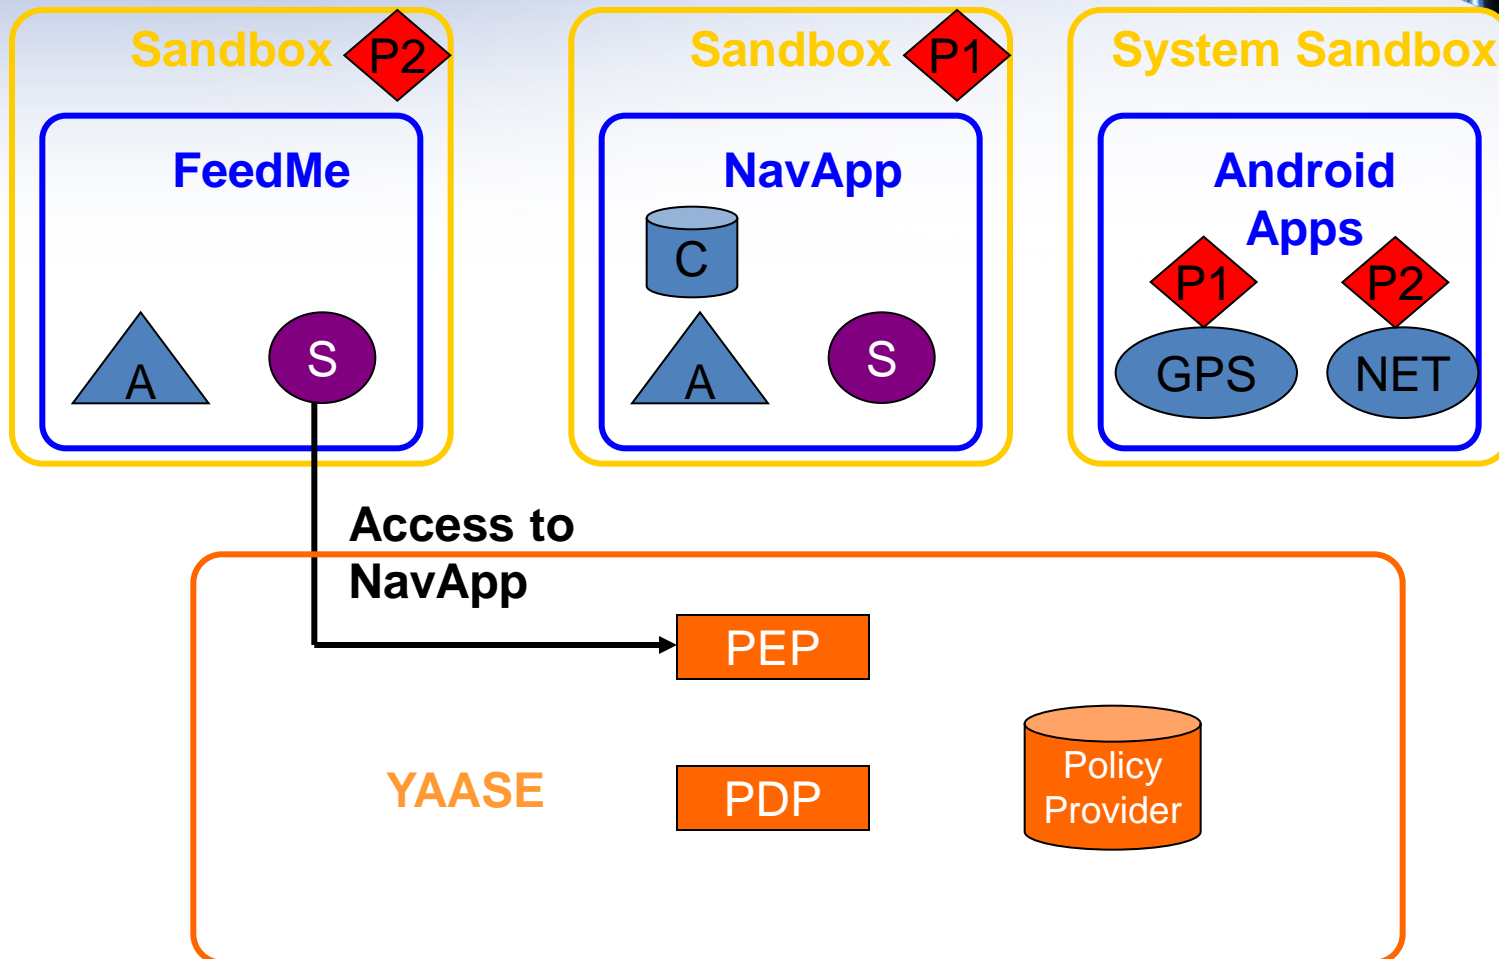 Sandbox P2
FeedMe
A
S
Sandbox P1
NavApp
C
A
S
System Sandbox
Android
Apps
P1
P2
GPS
NET
Access to
NavApp
PEP
YAASE
PDP
Policy
Provider